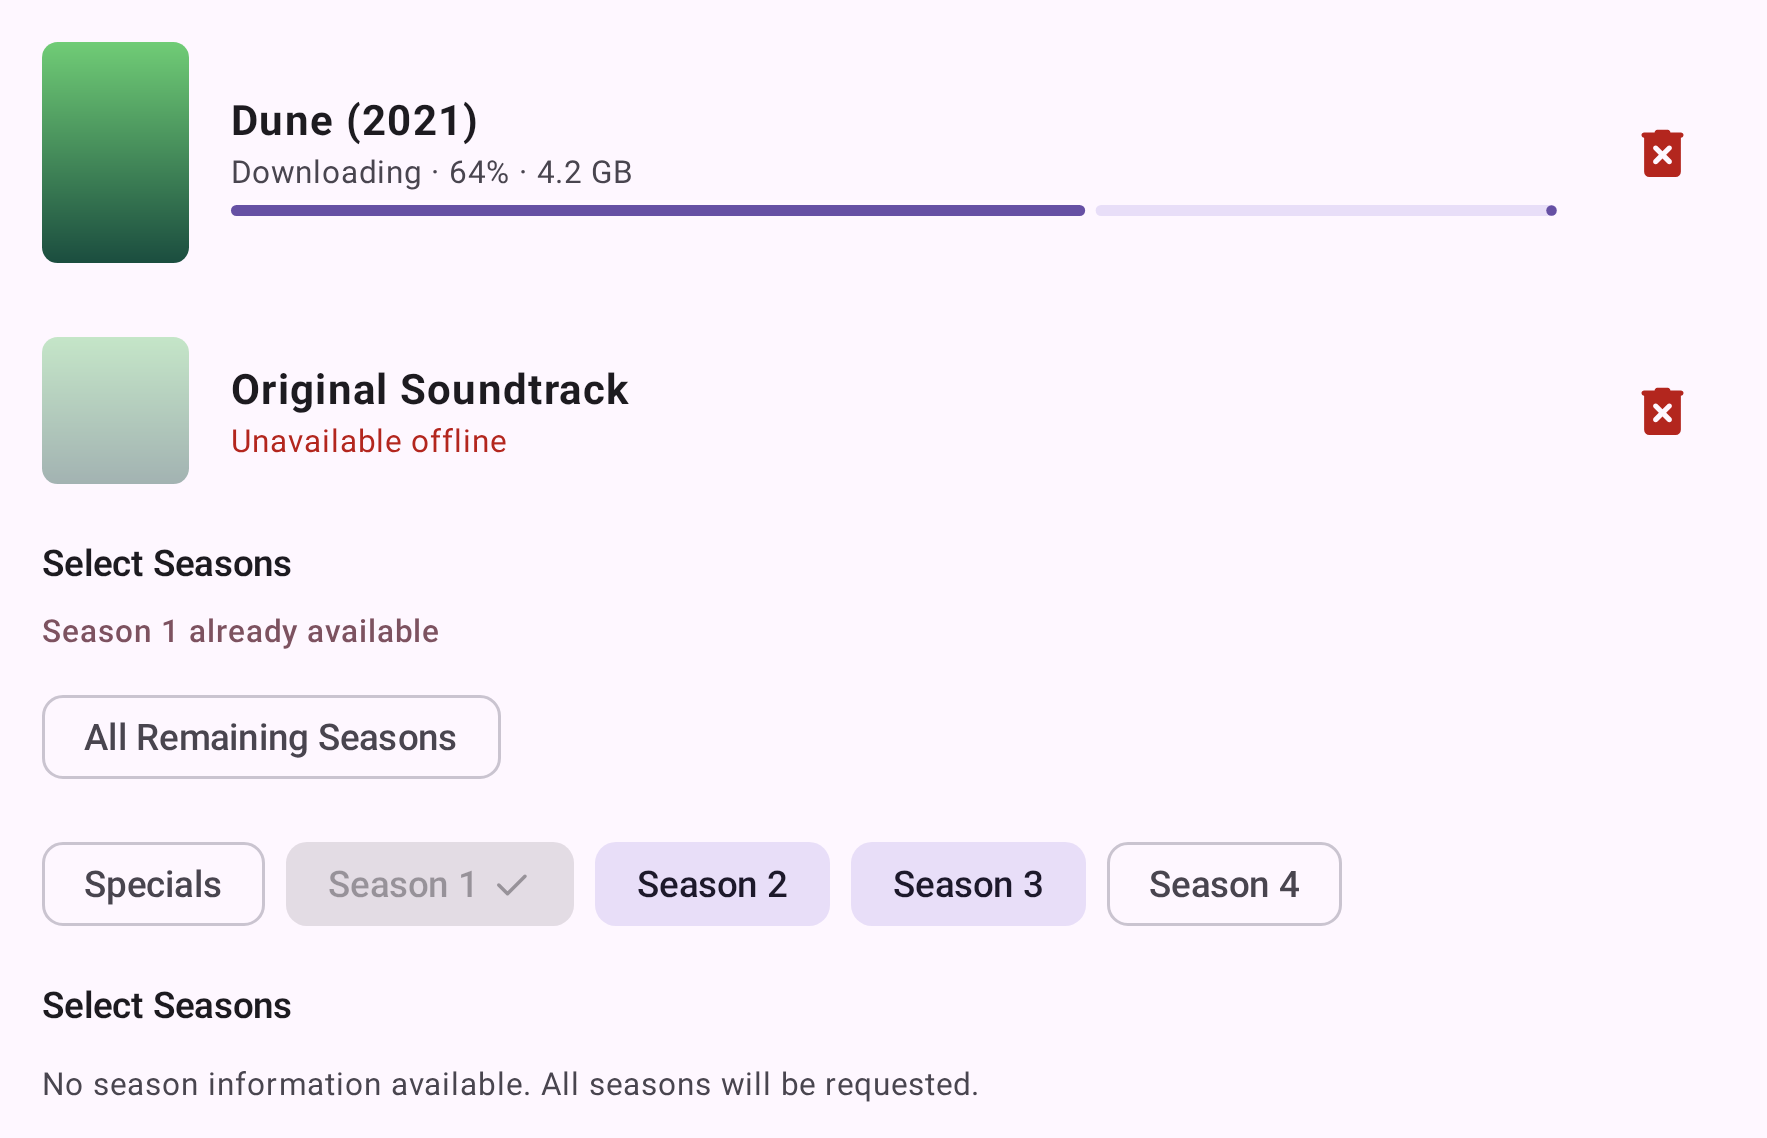 Dune (2021)
Downloading · 64% · 4.2 GB
Original Soundtrack
Unavailable offline
Select Seasons
Season 1 already available
All Remaining Seasons
Specials
Season 1
Season 2
Season 3
Season 4
Select Seasons
No season information available. All seasons will be requested.